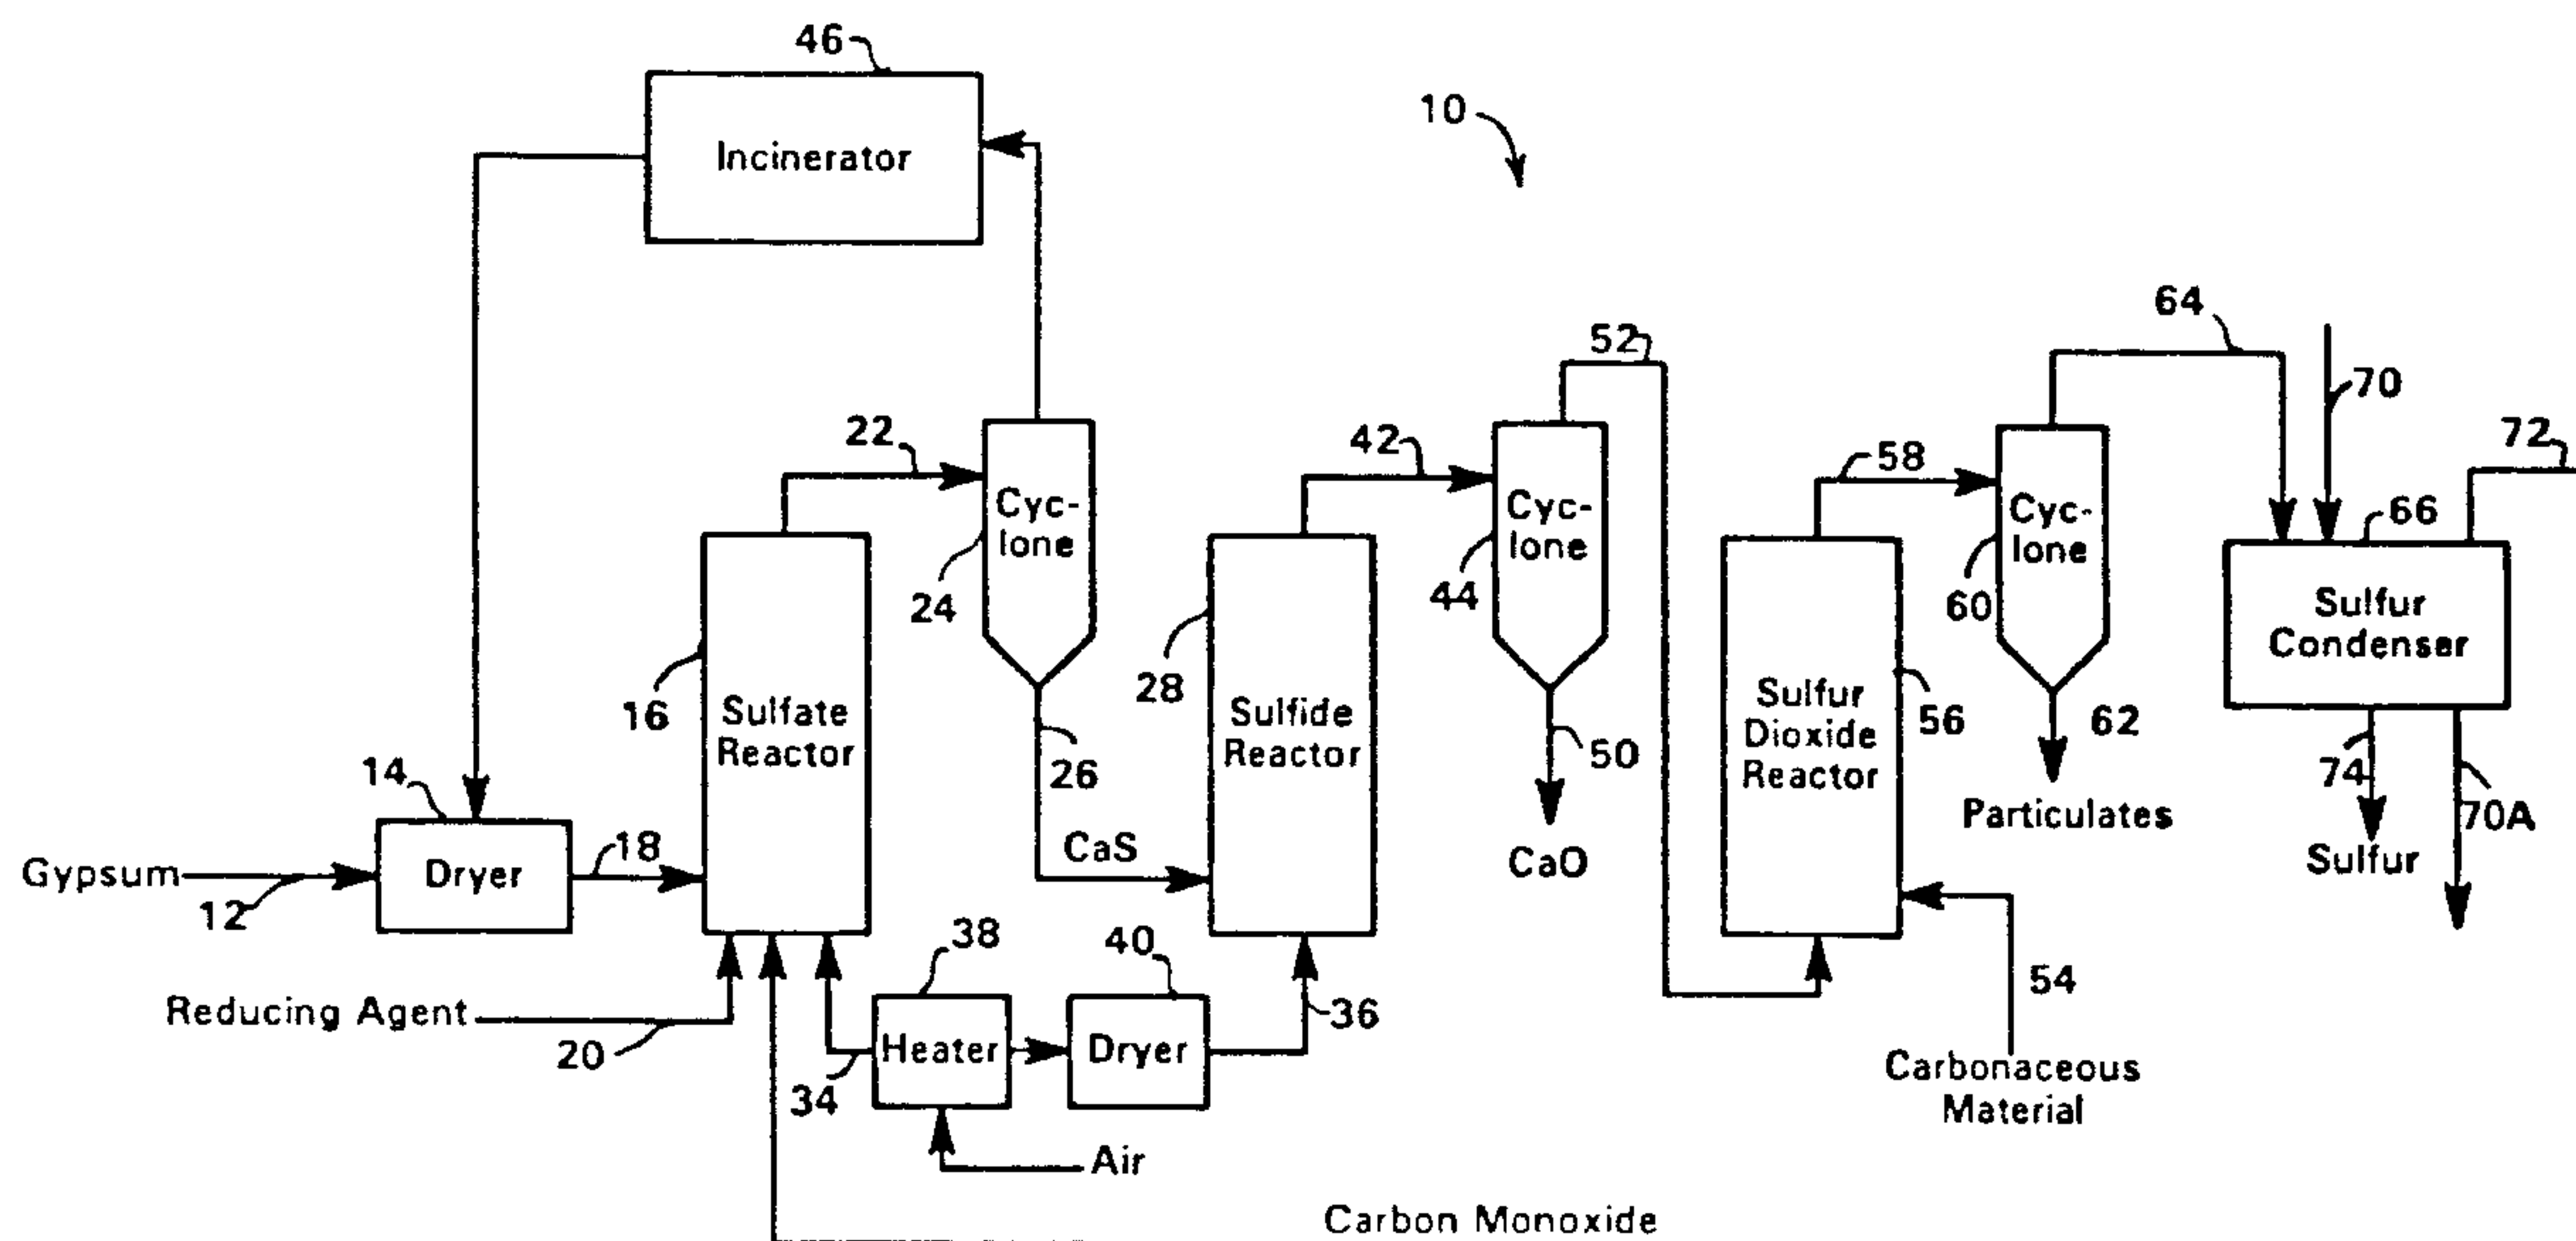 46
Incinerator
10
64
52
70
22
42
58
72
Cyc-
lone
Cyc-
lone
Cyc-
lone
66
24
44
60
Sulfur
Condenser
16
Sulfate
Reactor
28
Sulfide
Reactor
Sulfur
Dioxide
Reactor
56
62
26
50
74
70A
14
Particulates
Gypsum
Dryer
18
CaS
CaO
Sulfur
12
38
40
54
Reducing Agent
20
34
Heater
Dryer
36
Carbonaceous
Material
Air
Carbon Monoxide